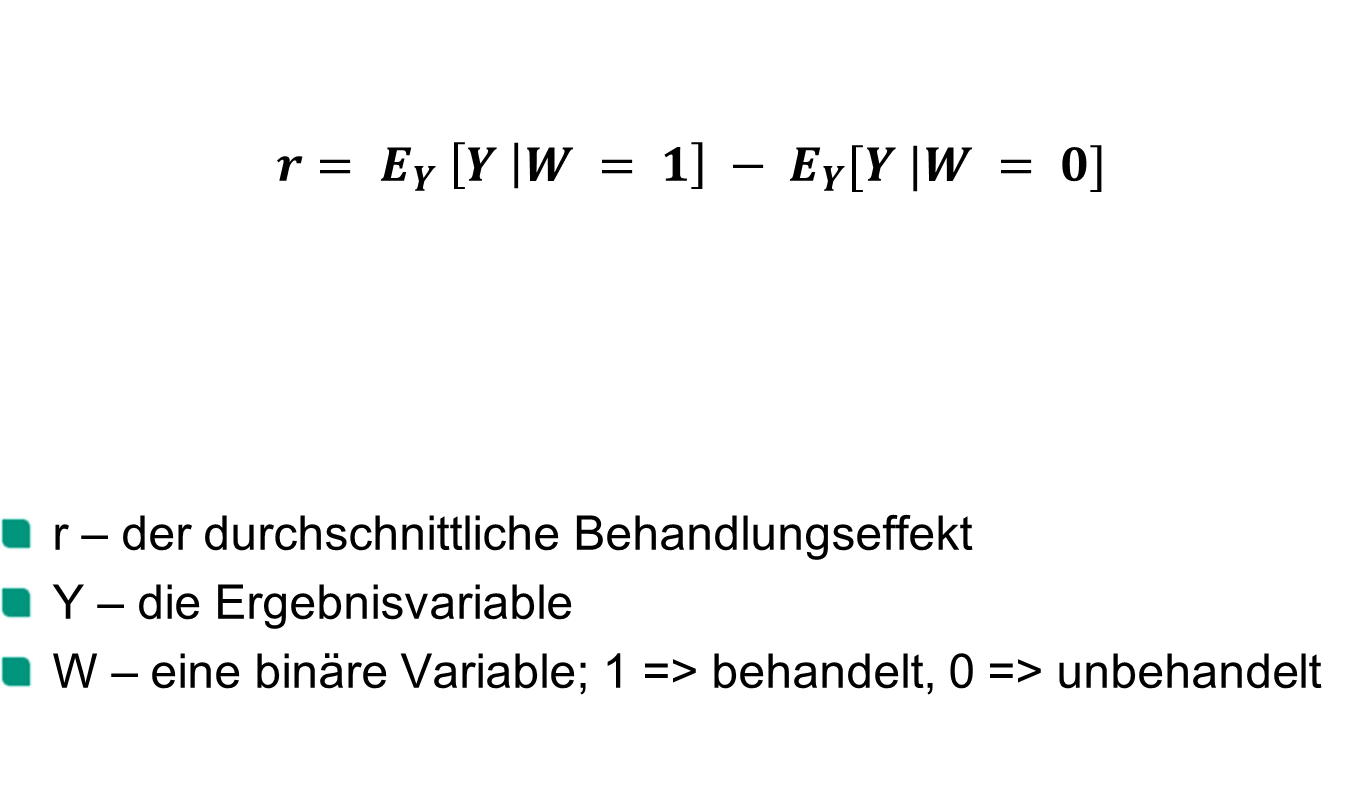 r = E_Y [Y |W = 1] − E_Y[Y |W = 0]
r – der durchschnittliche Behandlungseffekt
Y – die Ergebnisvariable
W – eine binäre Variable; 1 => behandelt, 0 => unbehandelt